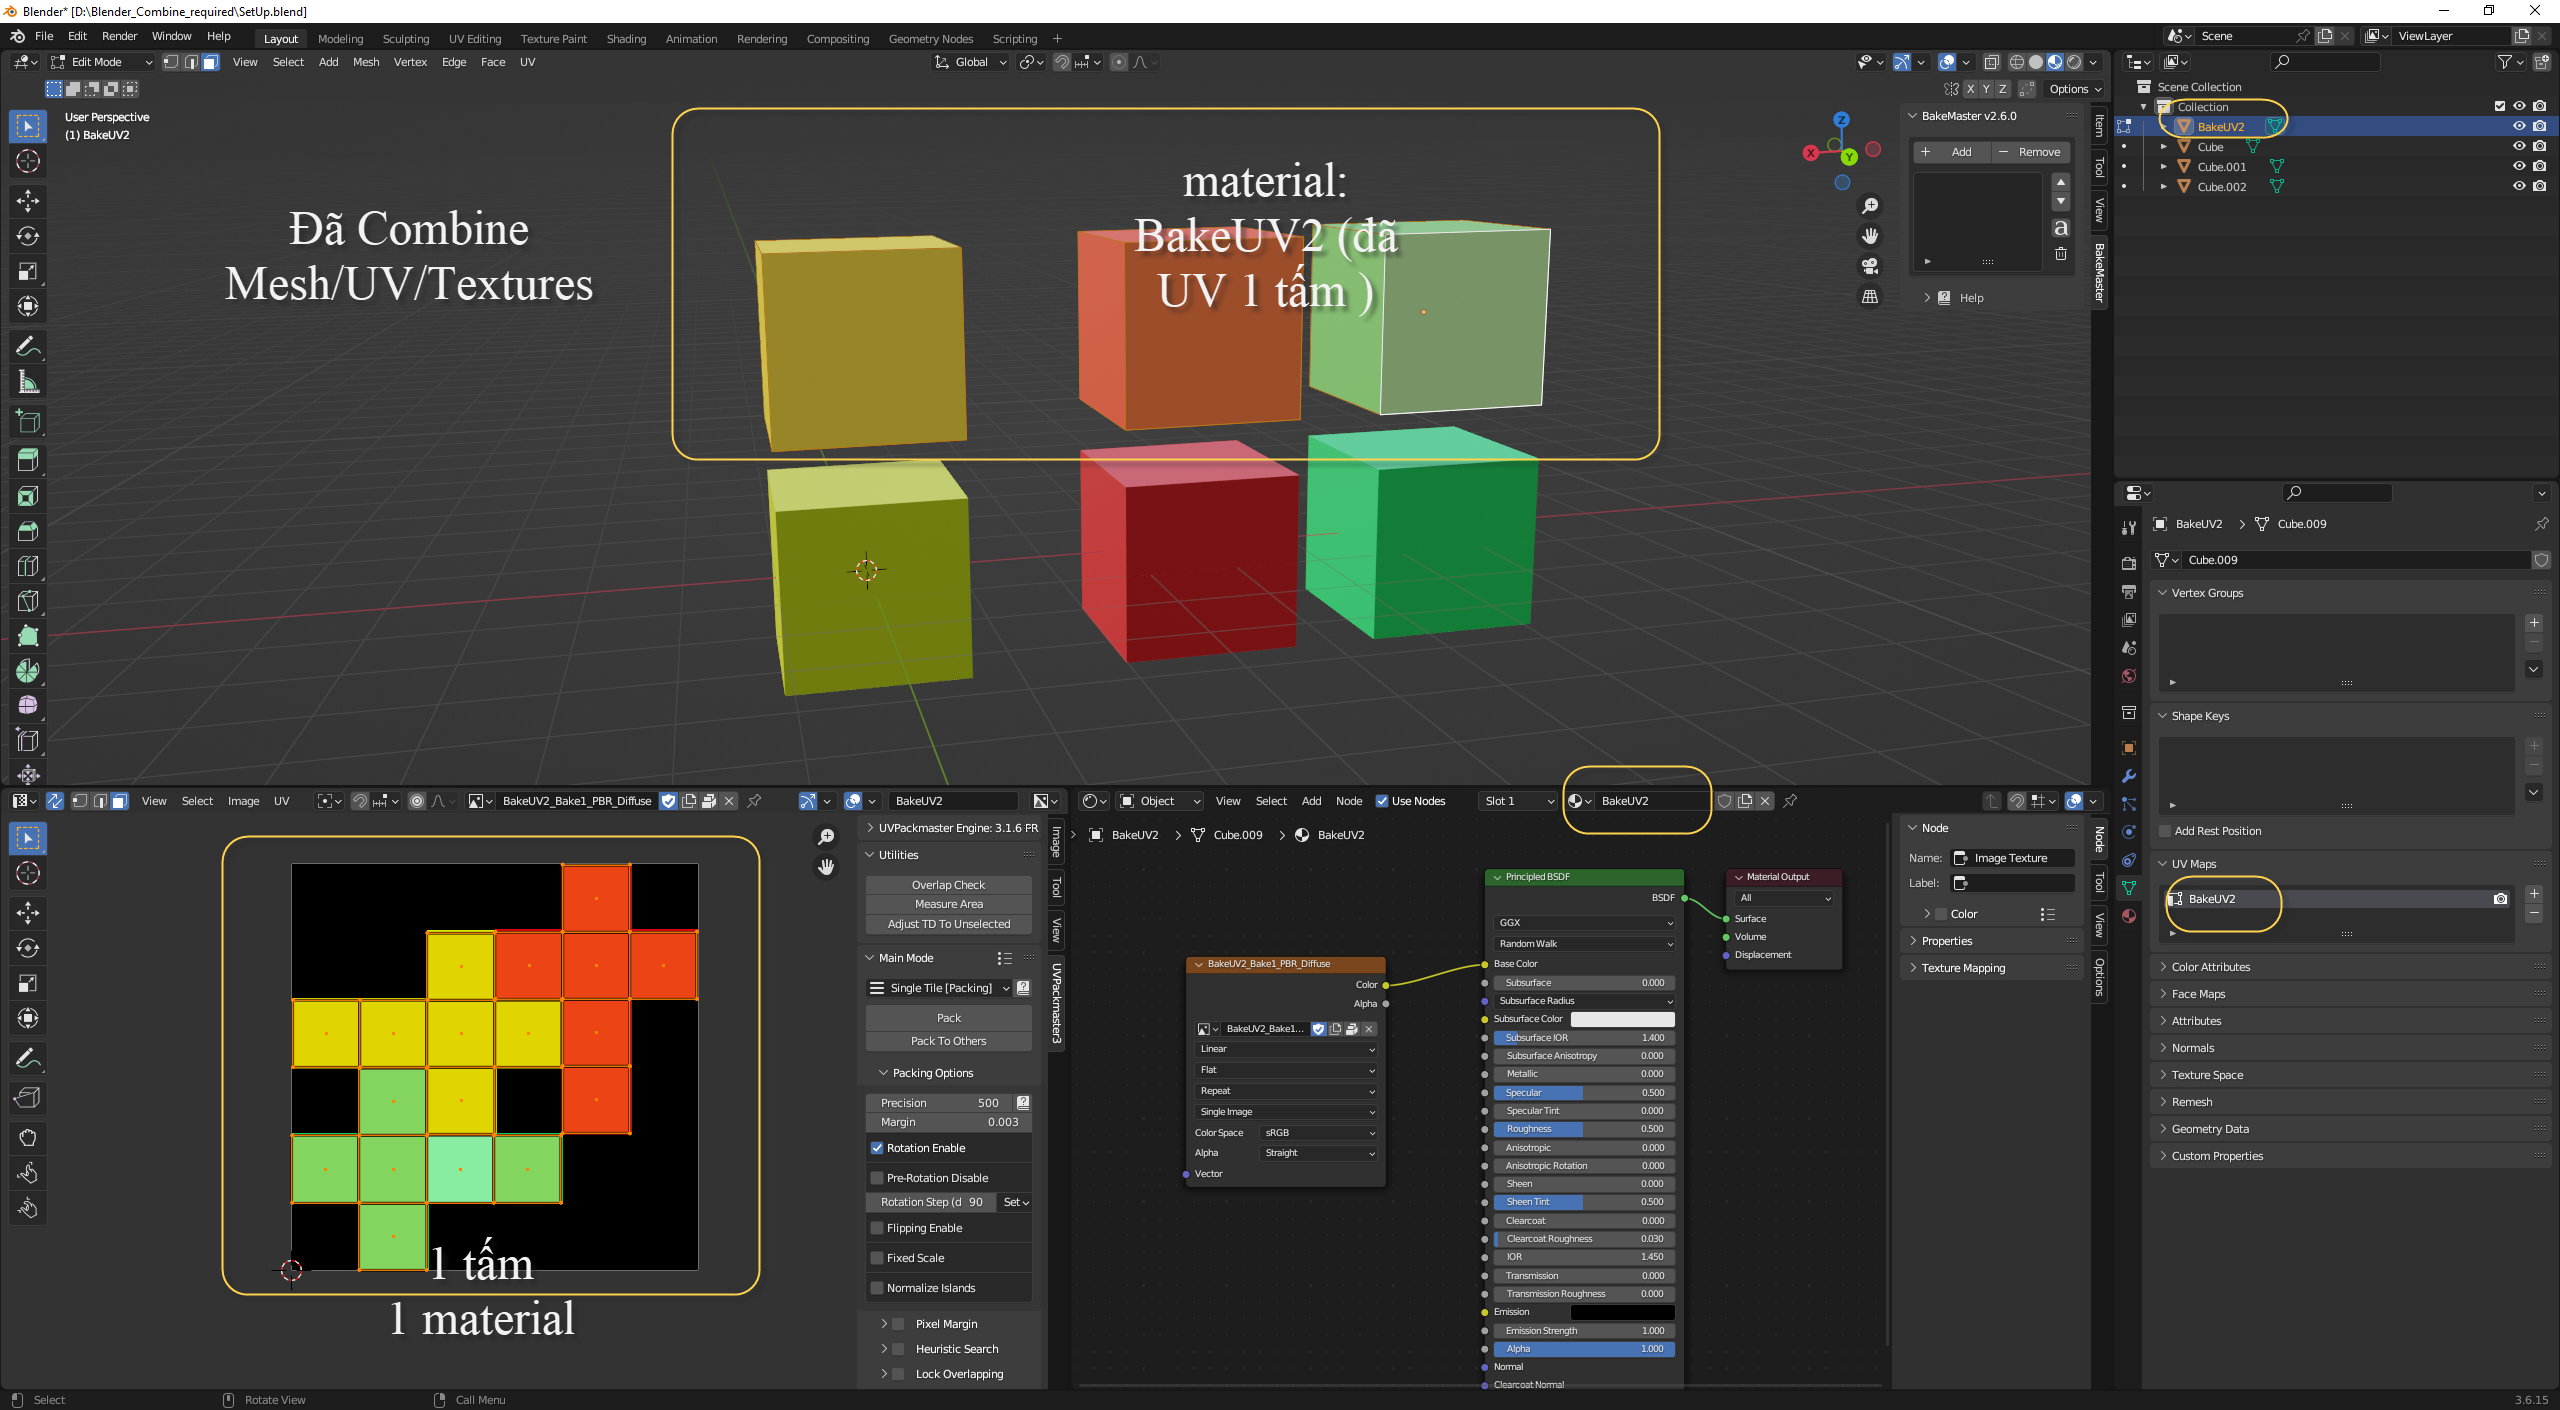 Blender* [D:\Blender_Combine_required\SetUp.blend]
File Edit Render Window Help Layout Modeling Sculpting UV Editing Texture Paint Shading Animation Rendering Compositing Geometry Nodes Scripting +
Scene ViewLayer
Edit Mode View Select Add Mesh Vertex Edge Face UV Global
X Y Z Options
User Perspective
(1) BakeUV2
Đã Combine
Mesh/UV/Textures
material:
BakeUV2 (đã
UV 1 tấm )
Z
X
Y
BakeMaster v2.6.0
+ Add − Remove
a
Help
Item
Tool
View
BakeMaster
Scene Collection
Collection
BakeUV2
Cube
Cube.001
Cube.002
BakeUV2 > Cube.009
Cube.009
Vertex Groups
Shape Keys
Add Rest Position
UV Maps
BakeUV2
Color Attributes
Face Maps
Attributes
Normals
Texture Space
Remesh
Geometry Data
Custom Properties
View Select Image UV BakeUV2_Bake1_PBR_Diffuse BakeUV2
UVPackmaster Engine: 3.1.6 PR
Utilities
Overlap Check
Measure Area
Adjust TD To Unselected
Main Mode
Single Tile [Packing]
Pack
Pack To Others
Packing Options
Precision 500
Margin 0.003
Rotation Enable
Pre-Rotation Disable
Rotation Step (d 90 Set
Flipping Enable
Fixed Scale
Normalize Islands
Pixel Margin
Heuristic Search
Lock Overlapping
Image
Tool
View
UVPackmaster3
1 tấm
1 material
Object View Select Add Node Use Nodes Slot 1 BakeUV2
BakeUV2 > Cube.009 > BakeUV2
BakeUV2_Bake1_PBR_Diffuse
Color
Alpha
BakeUV2_Bake1...
Linear
Flat
Repeat
Single Image
Color Space sRGB
Alpha Straight
Vector
Principled BSDF
BSDF
GGX
Random Walk
Base Color
Subsurface 0.000
Subsurface Radius
Subsurface Color
Subsurface IOR 1.400
Subsurface Anisotropy 0.000
Metallic 0.000
Specular 0.500
Specular Tint 0.000
Roughness 0.500
Anisotropic 0.000
Anisotropic Rotation 0.000
Sheen 0.000
Sheen Tint 0.500
Clearcoat 0.000
Clearcoat Roughness 0.030
IOR 1.450
Transmission 0.000
Transmission Roughness 0.000
Emission
Emission Strength 1.000
Alpha 1.000
Normal
Clearcoat Normal
Material Output
All
Surface
Volume
Displacement
Node
Name: Image Texture
Label:
Color
Properties
Texture Mapping
Node
Tool
View
Options
Select Rotate View Call Menu 3.6.15